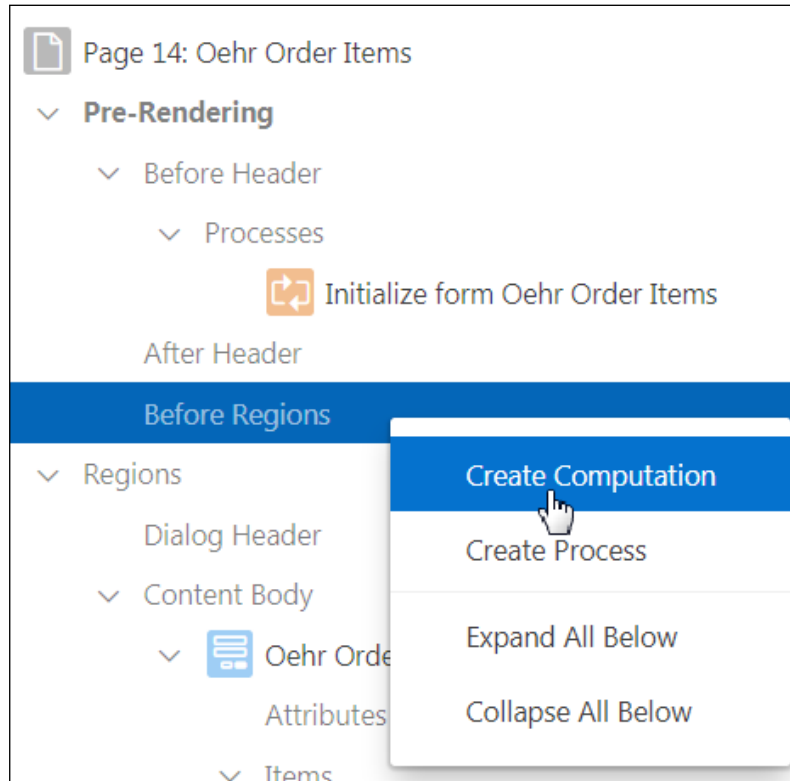 Page 14: Oehr Order Items
Pre-Rendering
Before Header
Processes
Initialize form Oehr Order Items
After Header
Before Regions
Create Computation
Regions
Dialog Header
Create Process
Content Body
Expand All Below
Oehr Orde
Attributes
Collapse All Below
Items